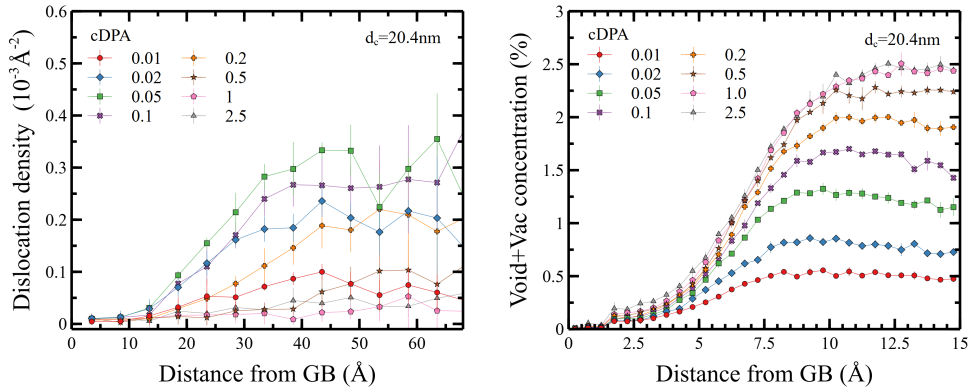 cDPA
d_c=20.4nm
0.01 0.2
0.02 0.5
0.05 1
0.1 2.5
Dislocation density (10⁻³Å⁻²)
0.6
0.5
0.4
0.3
0.2
0.1
0
0 10 20 30 40 50 60
Distance from GB (Å)
cDPA
d_c=20.4nm
0.01 0.2
0.02 0.5
0.05 1.0
0.1 2.5
Void+Vac concentration (%)
3
2.5
2
1.5
1
0.5
0
0 2.5 5 7.5 10 12.5 15
Distance from GB (Å)